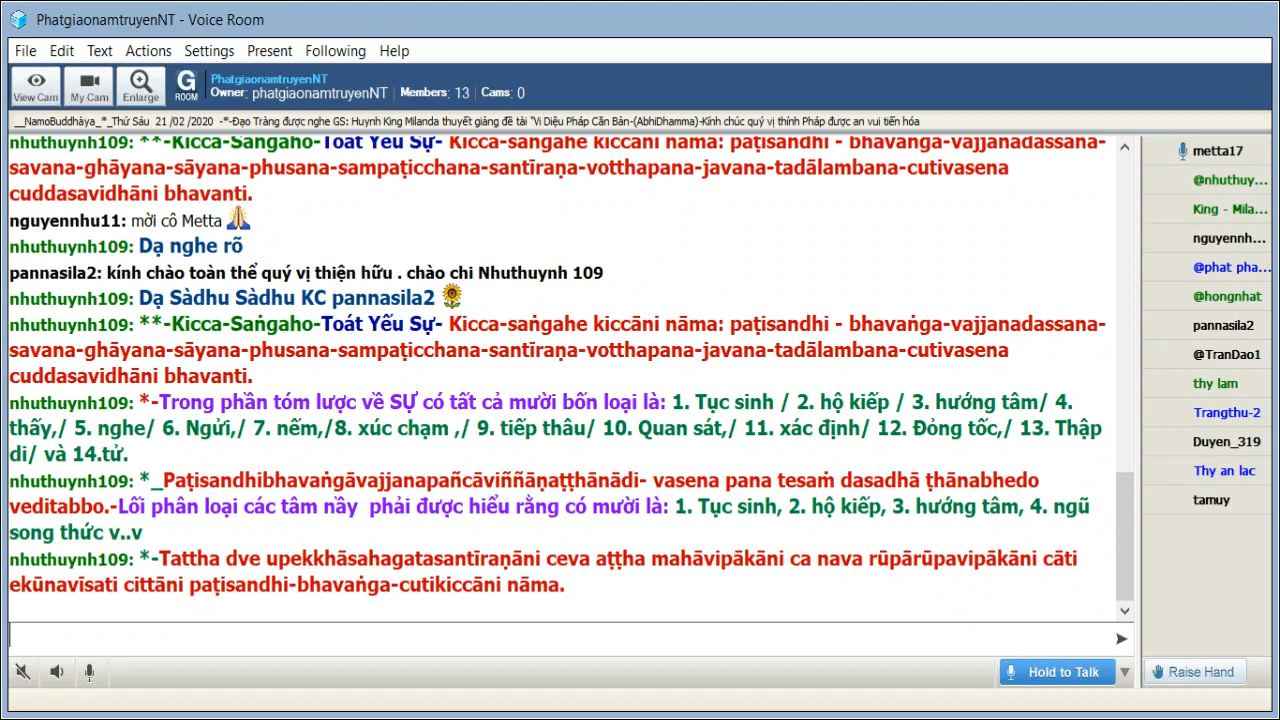 PhatgiaonamtruyenNT - Voice Room
File Edit Text Actions Settings Present Following Help
View Cam My Cam Enlarge G ROOM PhatgiaonamtruyenNT
Owner: phatgiaonamtruyenNT Members: 13 Cams: 0
__NamoBuddhàya_*_Thứ Sáu 21 /02 /2020 -*-Đạo Tràng được nghe GS: Huynh King Milanda thuyết giảng đề tài "Vi Diệu Pháp Căn Bản-(AbhiDhamma)-Kính chúc quý vị thính Pháp được an vui tiến hóa
nhuthuynh109: **-Kicca-Saṅgaho-Toát Yếu Sự- Kicca-saṅgahe kiccāni nāma: paṭisandhi - bhavaṅga-vajjanadassana-
savana-ghāyana-sāyana-phusana-sampaṭicchana-santīraṇa-votthapana-javana-tadālambana-cutivasena
cuddasavidhāni bhavanti.
nguyennhu11: mời cô Metta 🙏
nhuthuynh109: Dạ nghe rõ
pannasila2: kính chào toàn thể quý vị thiện hữu . chào chi Nhuthuynh 109
nhuthuynh109: Dạ Sàdhu Sàdhu KC pannasila2 🌻
nhuthuynh109: **-Kicca-Saṅgaho-Toát Yếu Sự- Kicca-saṅgahe kiccāni nāma: paṭisandhi - bhavaṅga-vajjanadassana-
savana-ghāyana-sāyana-phusana-sampaṭicchana-santīraṇa-votthapana-javana-tadālambana-cutivasena
cuddasavidhāni bhavanti.
nhuthuynh109: *-Trong phần tóm lược về SỰ có tất cả mười bốn loại là: 1. Tục sinh / 2. hộ kiếp / 3. hướng tâm/ 4.
thấy,/ 5. nghe/ 6. Ngửi,/ 7. nếm,/8. xúc chạm ,/ 9. tiếp thâu/ 10. Quan sát,/ 11. xác định/ 12. Đỏng tốc,/ 13. Thập
di/ và 14.tử.
nhuthuynh109: *_Paṭisandhibhavaṅgāvajjanapañcāviññāṇaṭṭhānādi- vasena pana tesaṁ dasadhā ṭhānabhedo
veditabbo.-Lối phân loại các tâm nầy phải được hiểu rằng có mười là: 1. Tục sinh, 2. hộ kiếp, 3. hướng tâm, 4. ngũ
song thức v..v
nhuthuynh109: *-Tattha dve upekkhāsahagatasantīraṇāni ceva aṭṭha mahāvipākāni ca nava rūpārūpavipākāni cāti
ekūnavīsati cittāni paṭisandhi-bhavaṅga-cutikiccāni nāma.
metta17
@nhuthuy...
King - Mila...
nguyennh...
@phat pha...
@hongnhat
pannasila2
@TranDao1
thy lam
Trangthu-2
Duyen_319
Thy an lac
tamuy
Hold to Talk Raise Hand